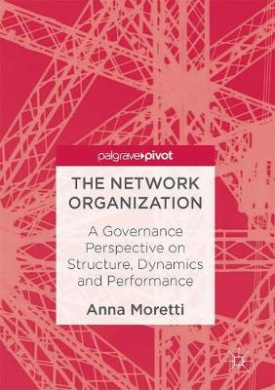 palgrave►pivot
THE NETWORK
ORGANIZATION
A Governance
Perspective on
Structure, Dynamics
and Performance
Anna Moretti